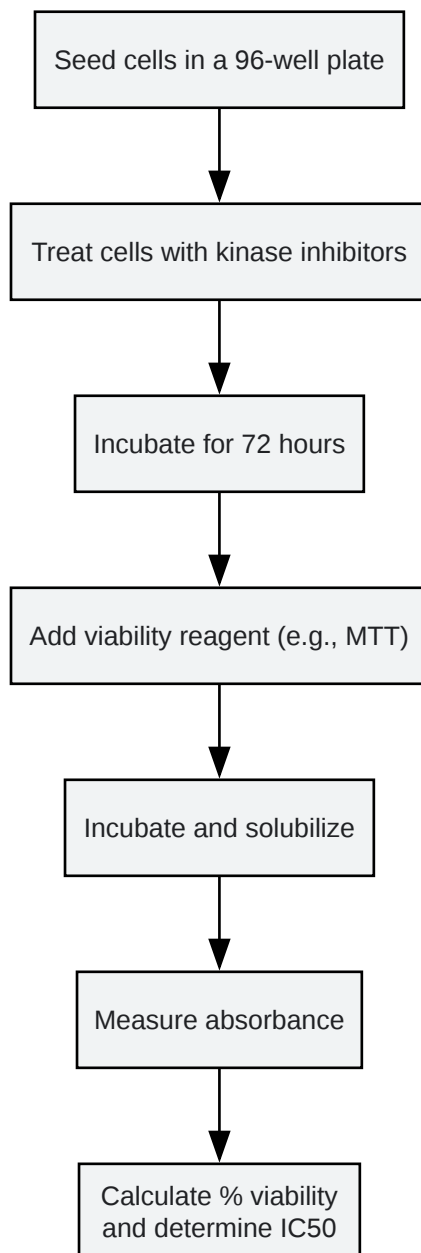 Seed cells in a 96-well plate
Treat cells with kinase inhibitors
Incubate for 72 hours
Add viability reagent (e.g., MTT)
Incubate and solubilize
Measure absorbance
Calculate % viability
and determine IC50